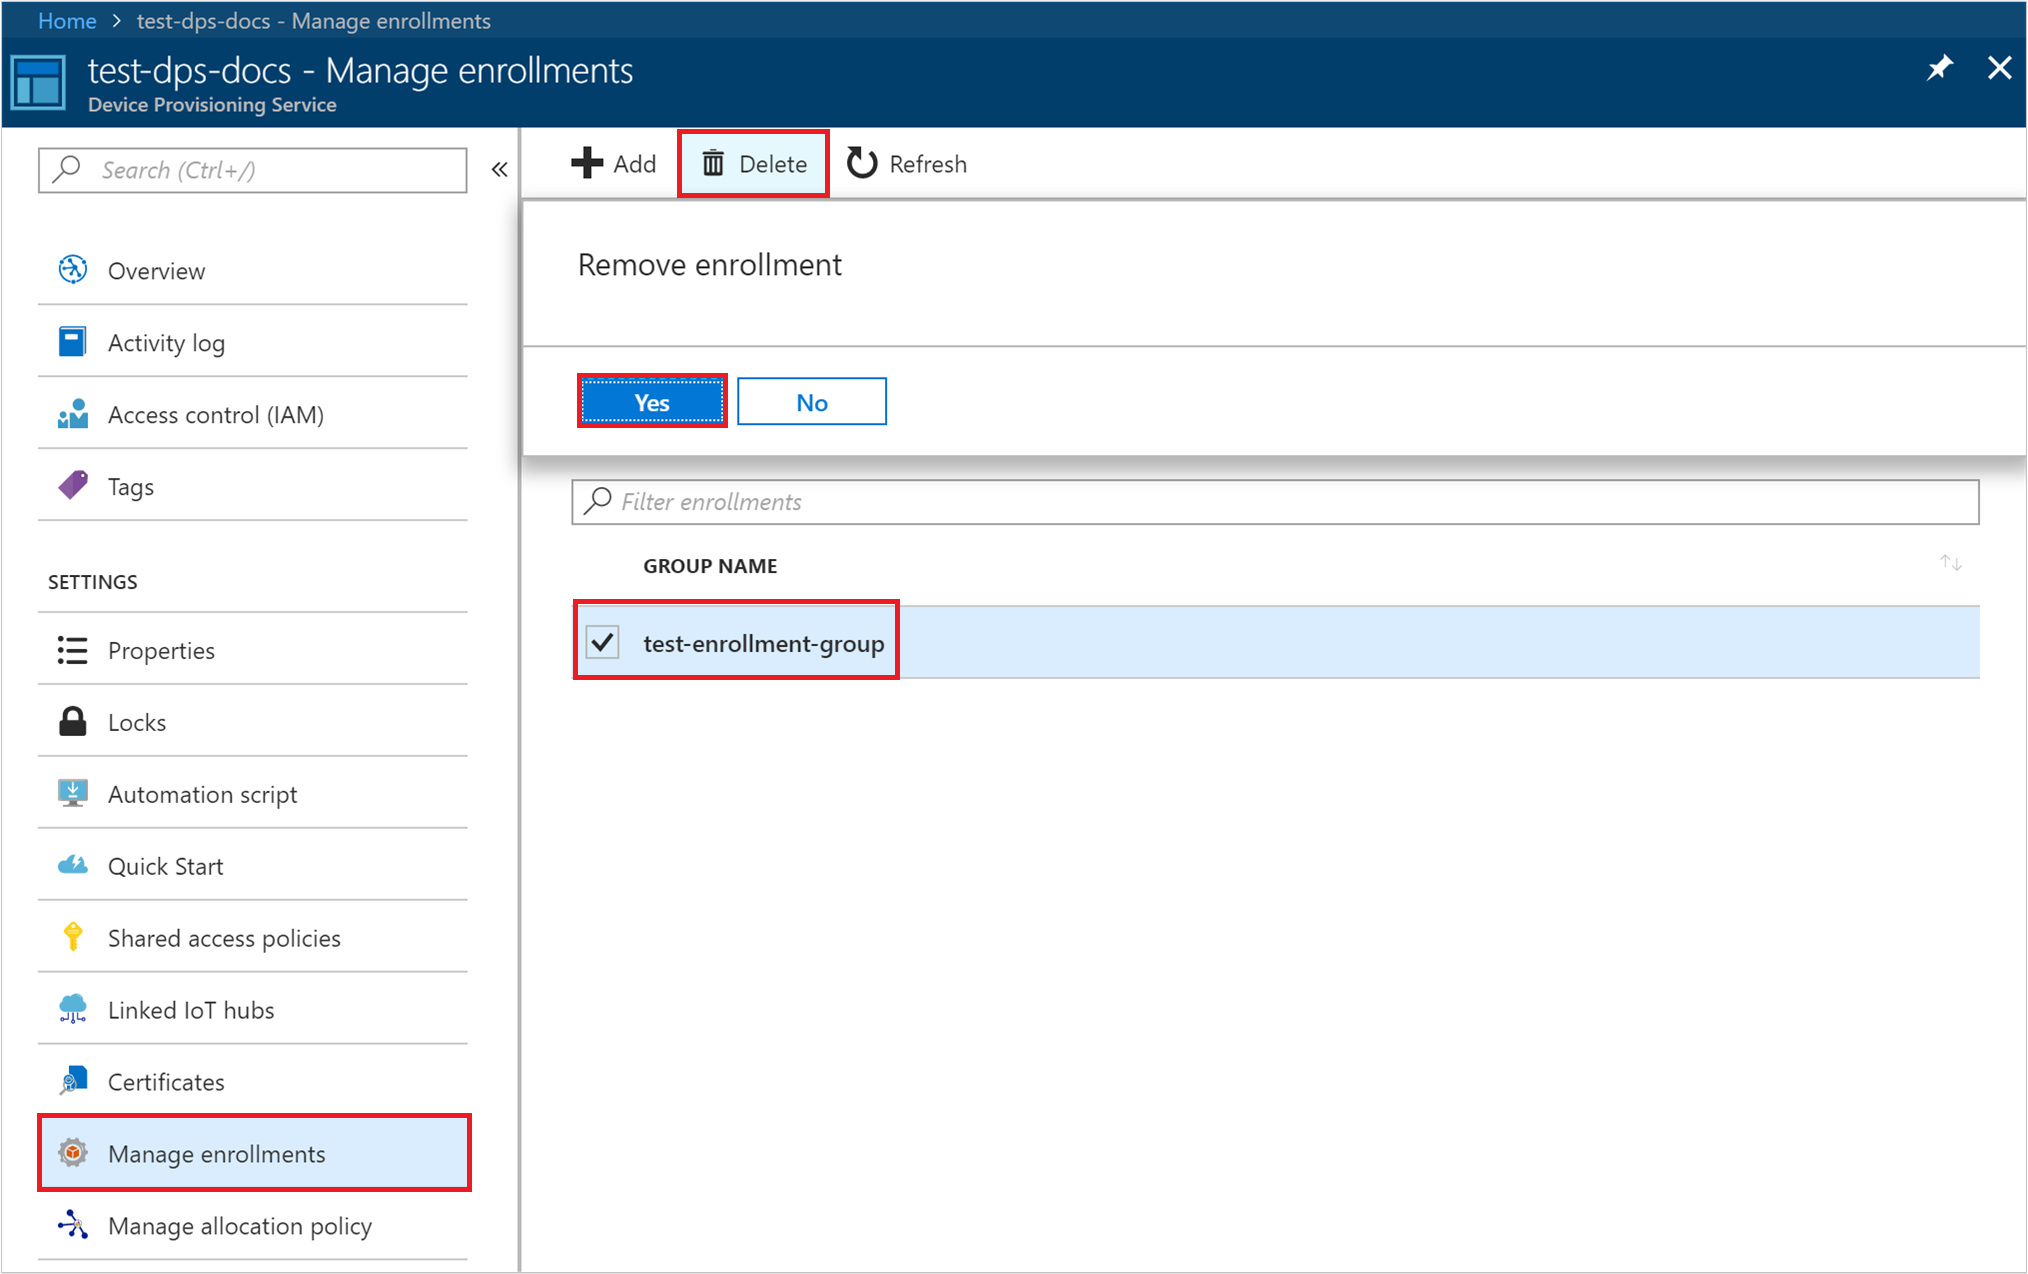 Home > test-dps-docs - Manage enrollments
test-dps-docs - Manage enrollments
Device Provisioning Service
Search (Ctrl+/)
«
Overview
Activity log
Access control (IAM)
Tags
SETTINGS
Properties
Locks
Automation script
Quick Start
Shared access policies
Linked IoT hubs
Certificates
Manage enrollments
Manage allocation policy
Add Delete Refresh
Remove enrollment
Yes No
Filter enrollments
GROUP NAME
test-enrollment-group